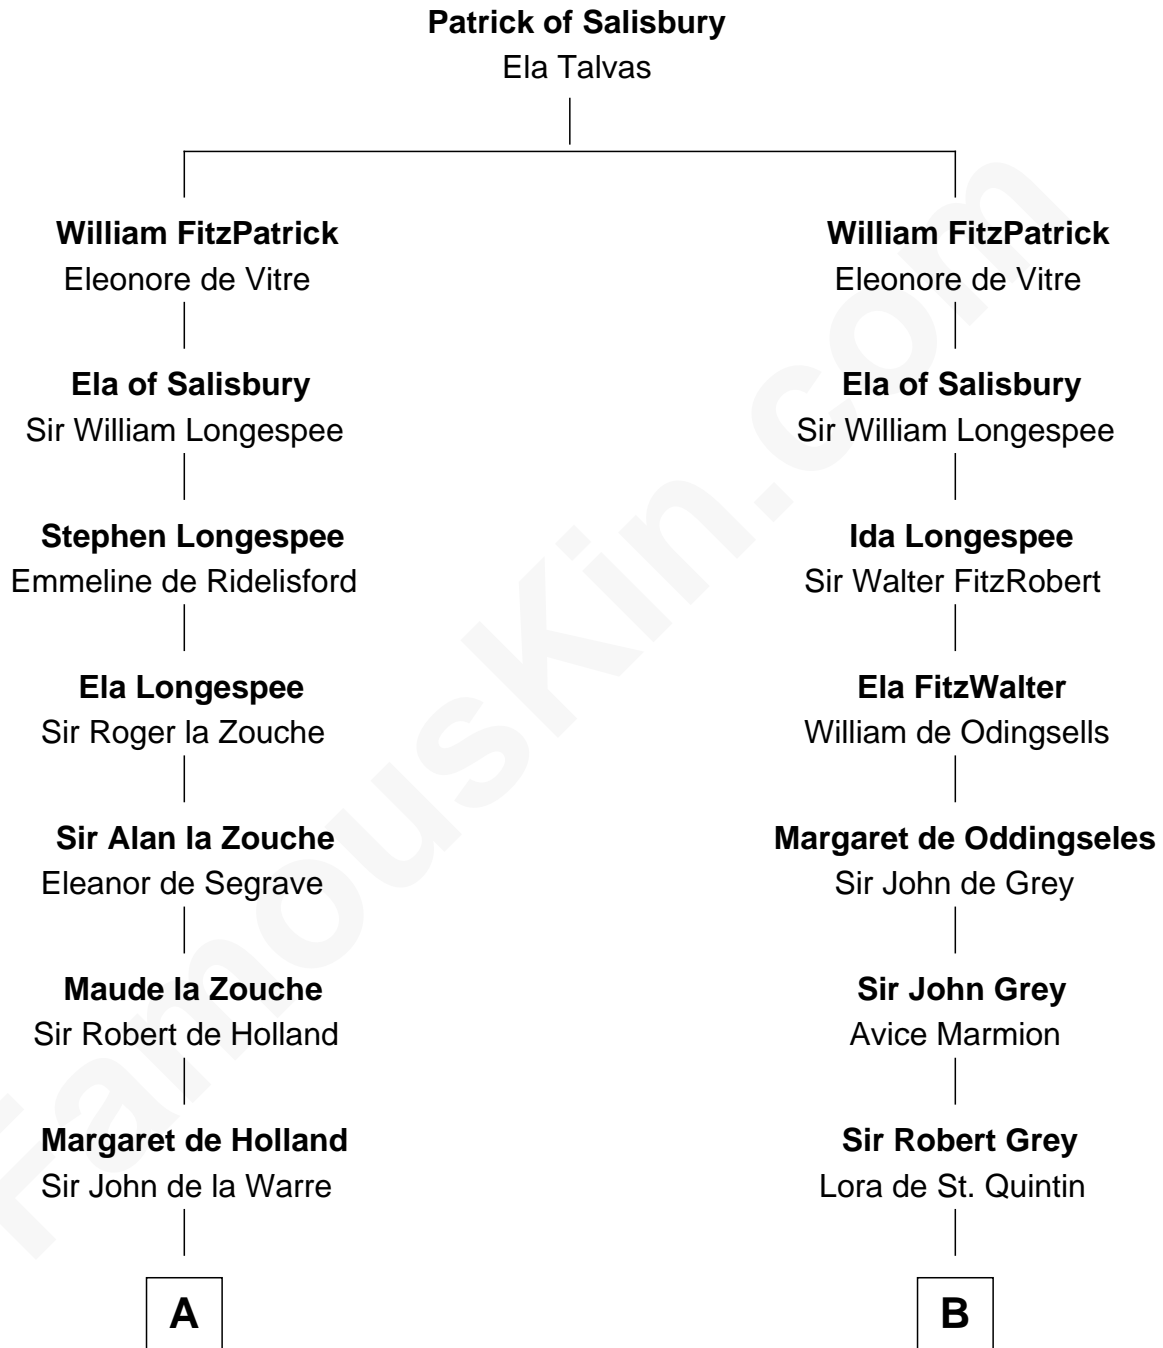 Patrick of Salisbury
Ela Talvas
William FitzPatrick
Eleonore de Vitre
William FitzPatrick
Eleonore de Vitre
Ela of Salisbury
Sir William Longespee
Ela of Salisbury
Sir William Longespee
Stephen Longespee
Emmeline de Ridelisford
Ida Longespee
Sir Walter FitzRobert
Ela Longespee
Sir Roger la Zouche
Ela FitzWalter
William de Odingsells
Sir Alan la Zouche
Eleanor de Segrave
Margaret de Oddingseles
Sir John de Grey
Maude la Zouche
Sir Robert de Holland
Sir John Grey
Avice Marmion
Margaret de Holland
Sir John de la Warre
Sir Robert Grey
Lora de St. Quintin
A
B
FamousKin.com